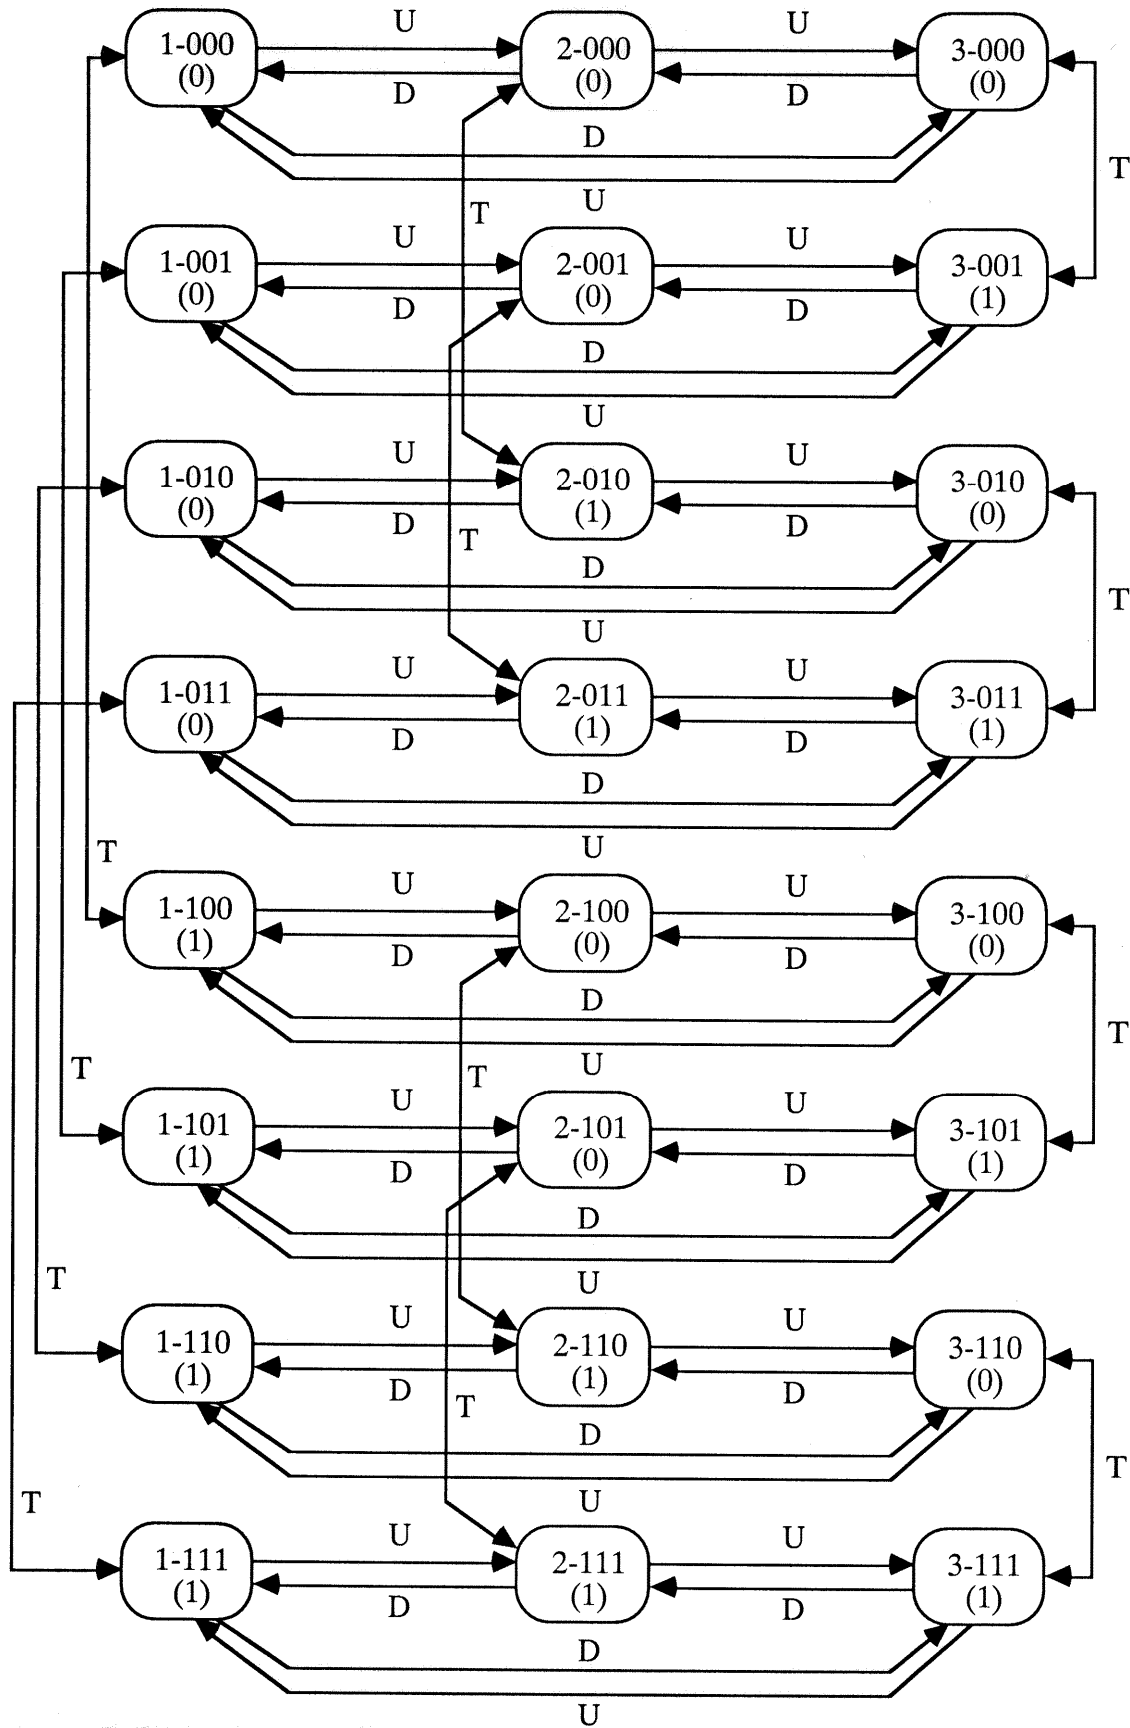 U U
1-000 2-000 3-000
(0) (0) (0)
D D
D
T
U
T
U U
1-001 2-001 3-001
(0) (0) (1)
D D
D
U
U U
1-010 2-010 3-010
(0) (1) (0)
D D
T
D
T
U
U U
1-011 2-011 3-011
(0) (1) (1)
D D
D
U
T
U U
1-100 2-100 3-100
(1) (0) (0)
D D
D
T
U
T
T
U U
1-101 2-101 3-101
(1) (0) (1)
D D
D
T
U
U U
1-110 2-110 3-110
(1) (1) (0)
D D
T
D
T
U
T
U U
1-111 2-111 3-111
(1) (1) (1)
D D
D
U